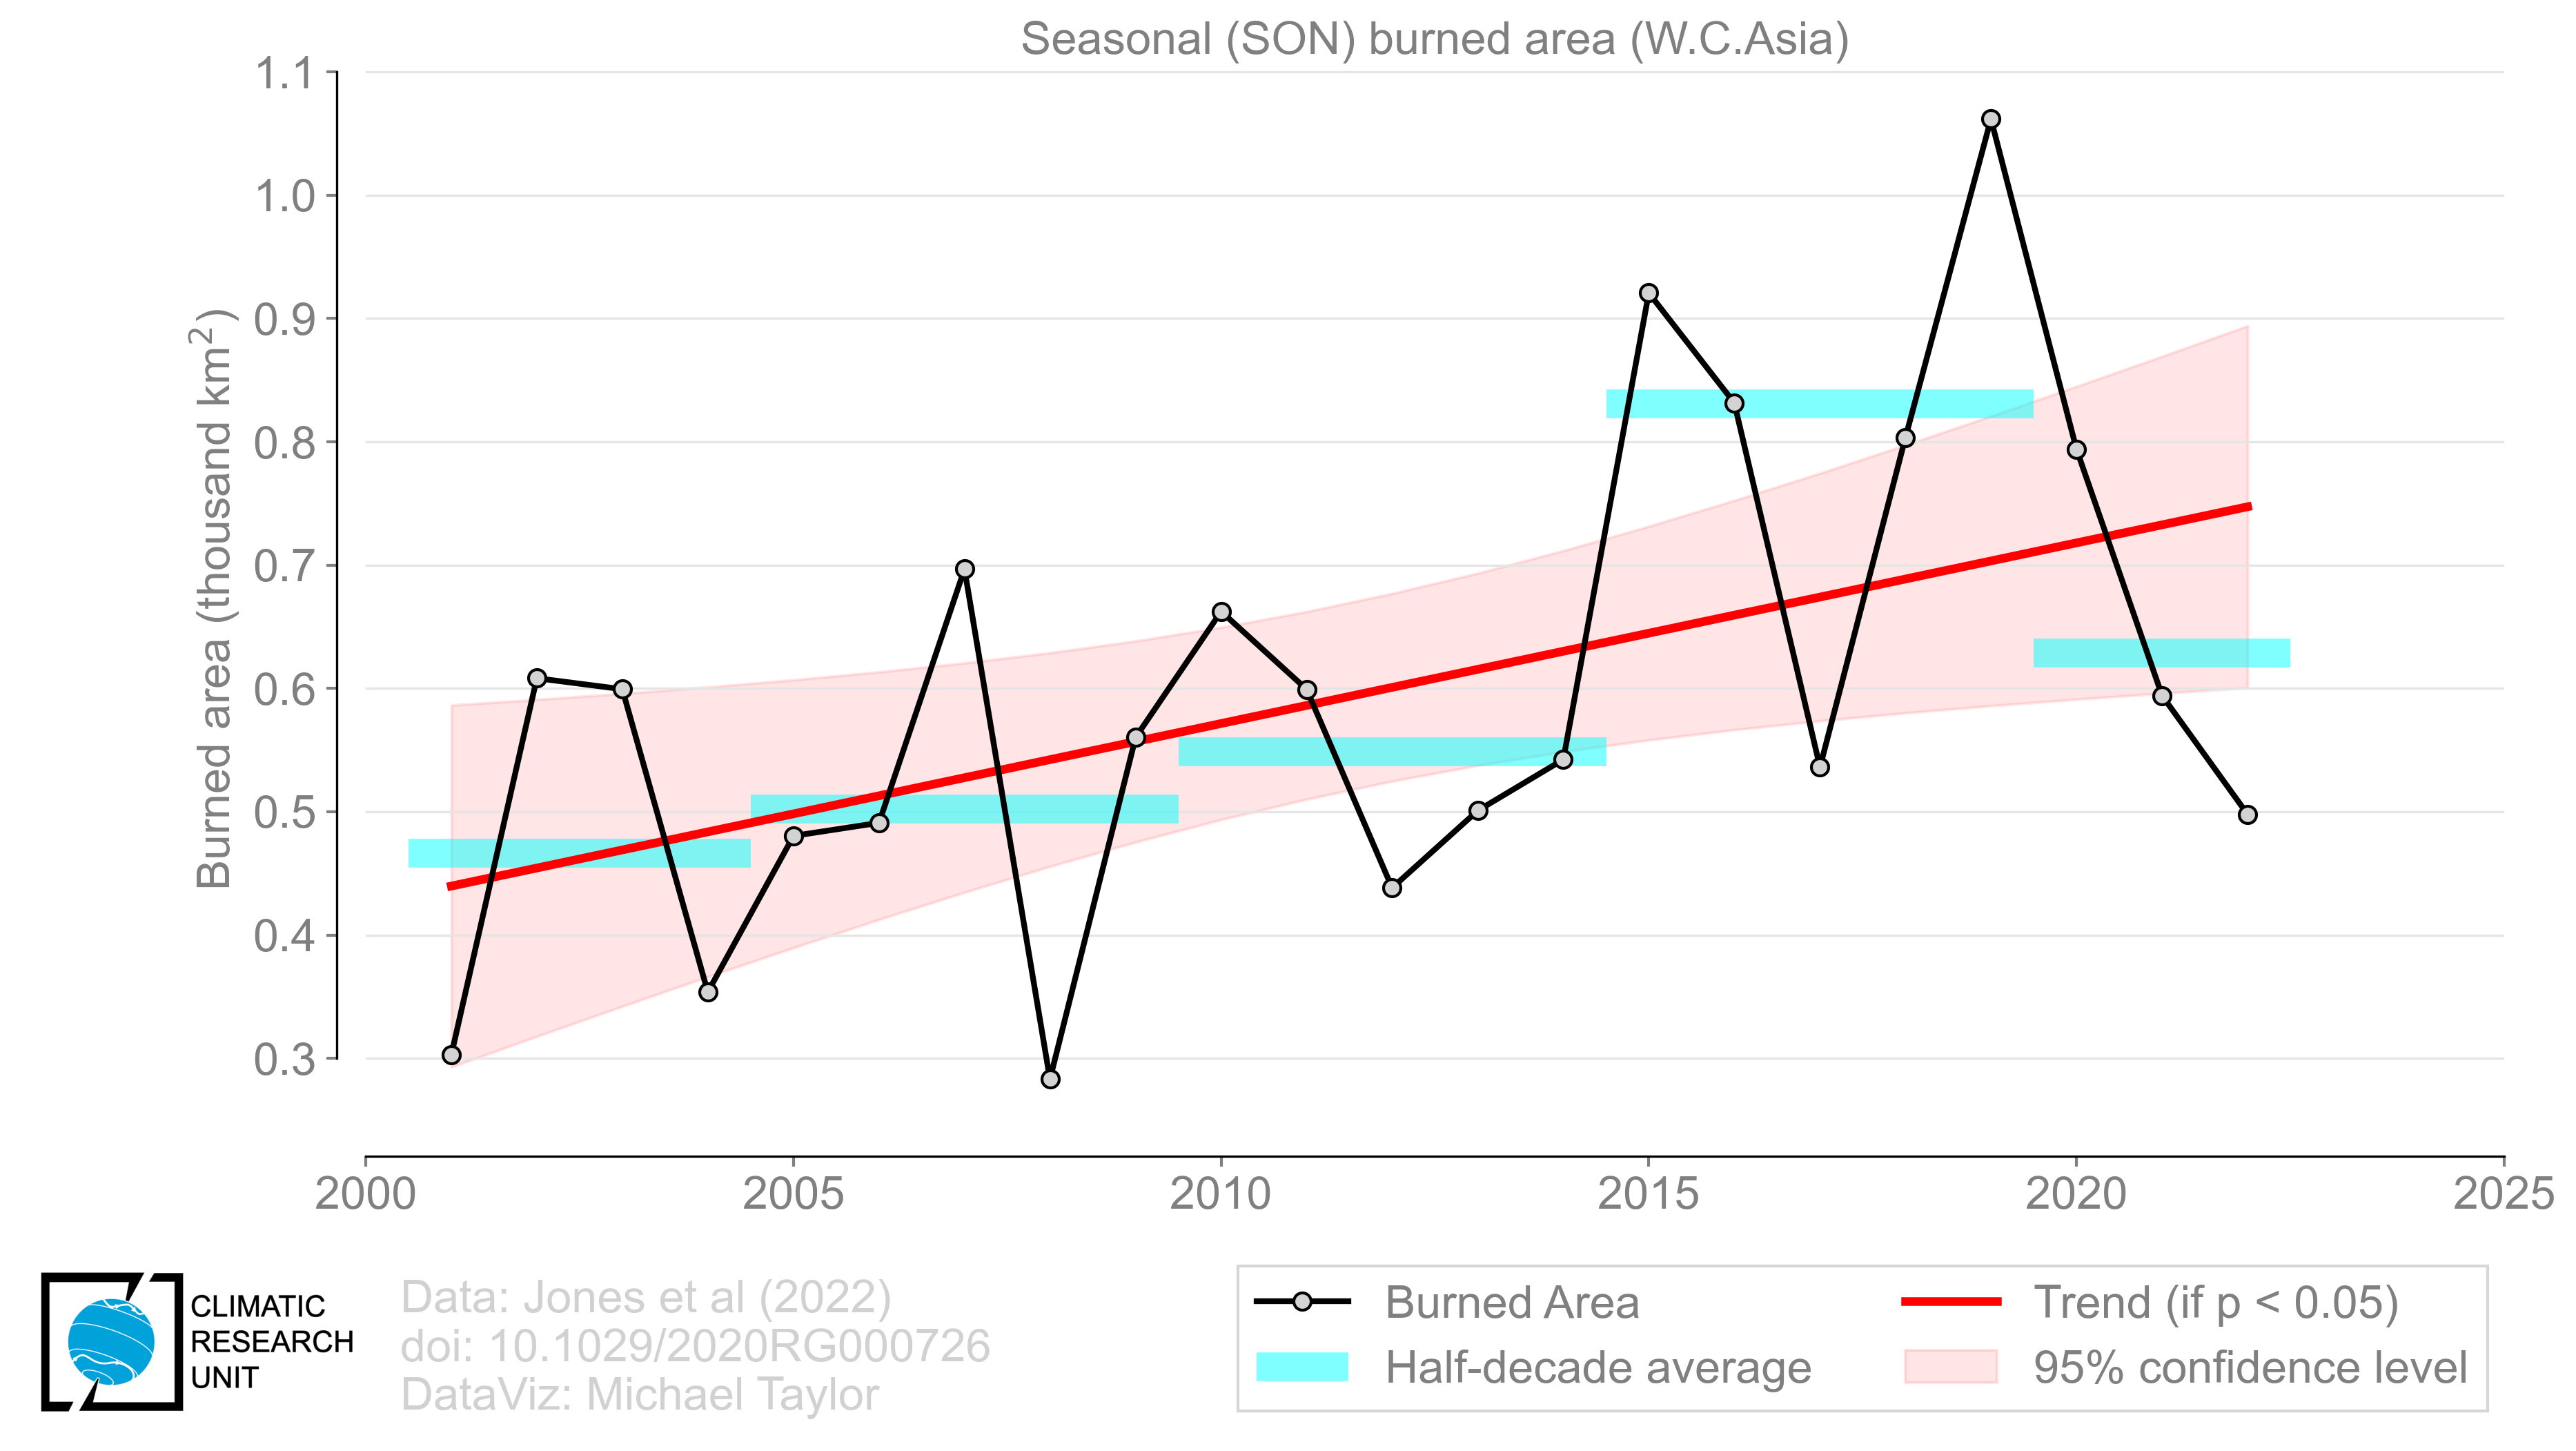 Seasonal (SON) burned area (W.C.Asia)
Burned area (thousand km²)
1.1
1.0
0.9
0.8
0.7
0.6
0.5
0.4
0.3
2000 2005 2010 2015 2020 2025
CLIMATIC
RESEARCH
UNIT
Data: Jones et al (2022)
doi: 10.1029/2020RG000726
DataViz: Michael Taylor
Burned Area
Half-decade average
Trend (if p < 0.05)
95% confidence level